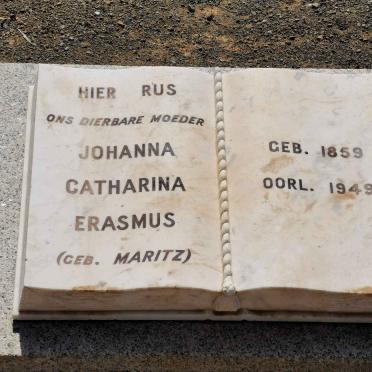 HIER RUS
ONS DIERBARE MOEDER
JOHANNA
CATHARINA
ERASMUS
(GEB. MARITZ)
GEB. 1859
OORL. 1949